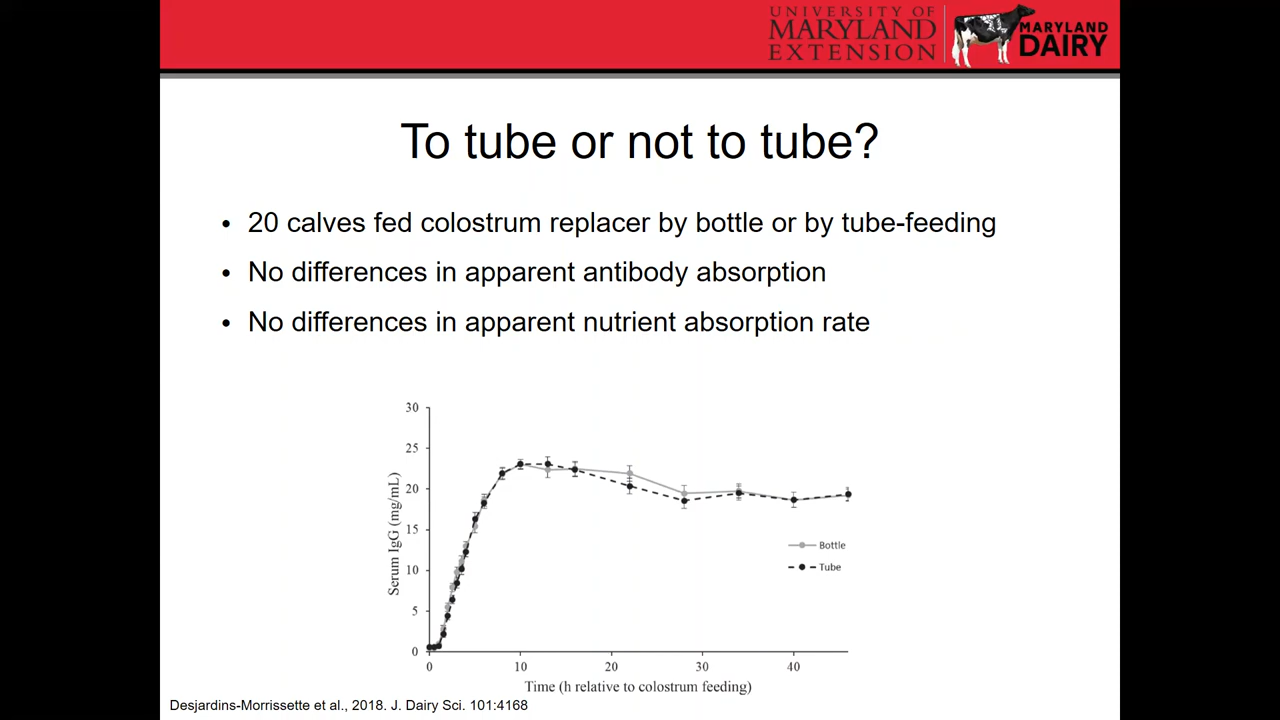 UNIVERSITY OF
MARYLAND
EXTENSION
MARYLAND
DAIRY
To tube or not to tube?
• 20 calves fed colostrum replacer by bottle or by tube-feeding
• No differences in apparent antibody absorption
• No differences in apparent nutrient absorption rate
30
25
20
15
10
5
0
Serum IgG (mg/mL)
Bottle
Tube
0 10 20 30 40
Time (h relative to colostrum feeding)
Desjardins-Morrissette et al., 2018. J. Dairy Sci. 101:4168